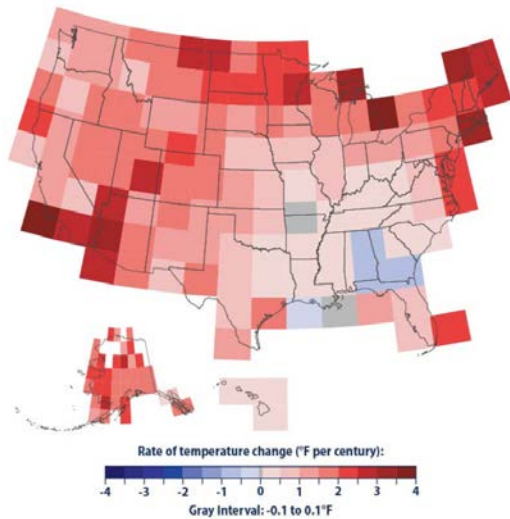 Rate of temperature change (°F per century):
-4 -3 -2 -1 0 1 2 3 4
Gray Interval: -0.1 to 0.1°F